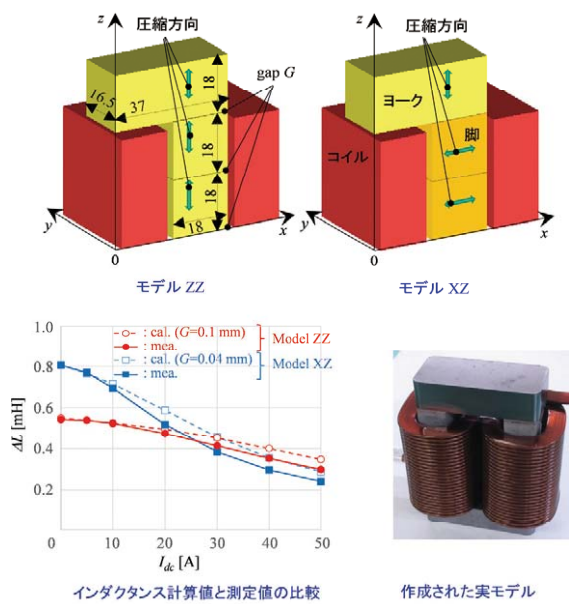 z
圧縮方向
gap G
16.5
37
18
18
18
18
y
x
0
モデル ZZ
z
圧縮方向
ヨーク
脚
コイル
y
x
0
モデル XZ
: cal. (G=0.1 mm)
: mea.
Model ZZ
: cal. (G=0.04 mm)
: mea.
Model XZ
ΔL [mH]
1.0
0.8
0.6
0.4
0.2
0 10 20 30 40 50
Idc [A]
インダクタンス計算値と測定値の比較
作成された実モデル